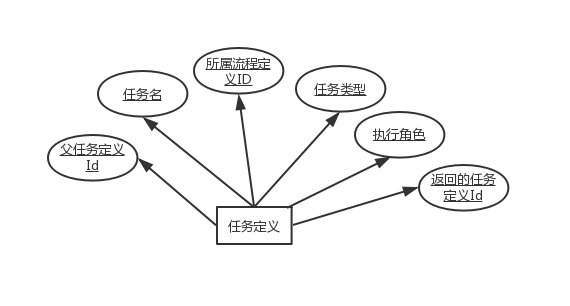 所属流程定
义ID
任务类型
任务名
执行角色
父任务定义
Id
返回的任务
定义Id
任务定义